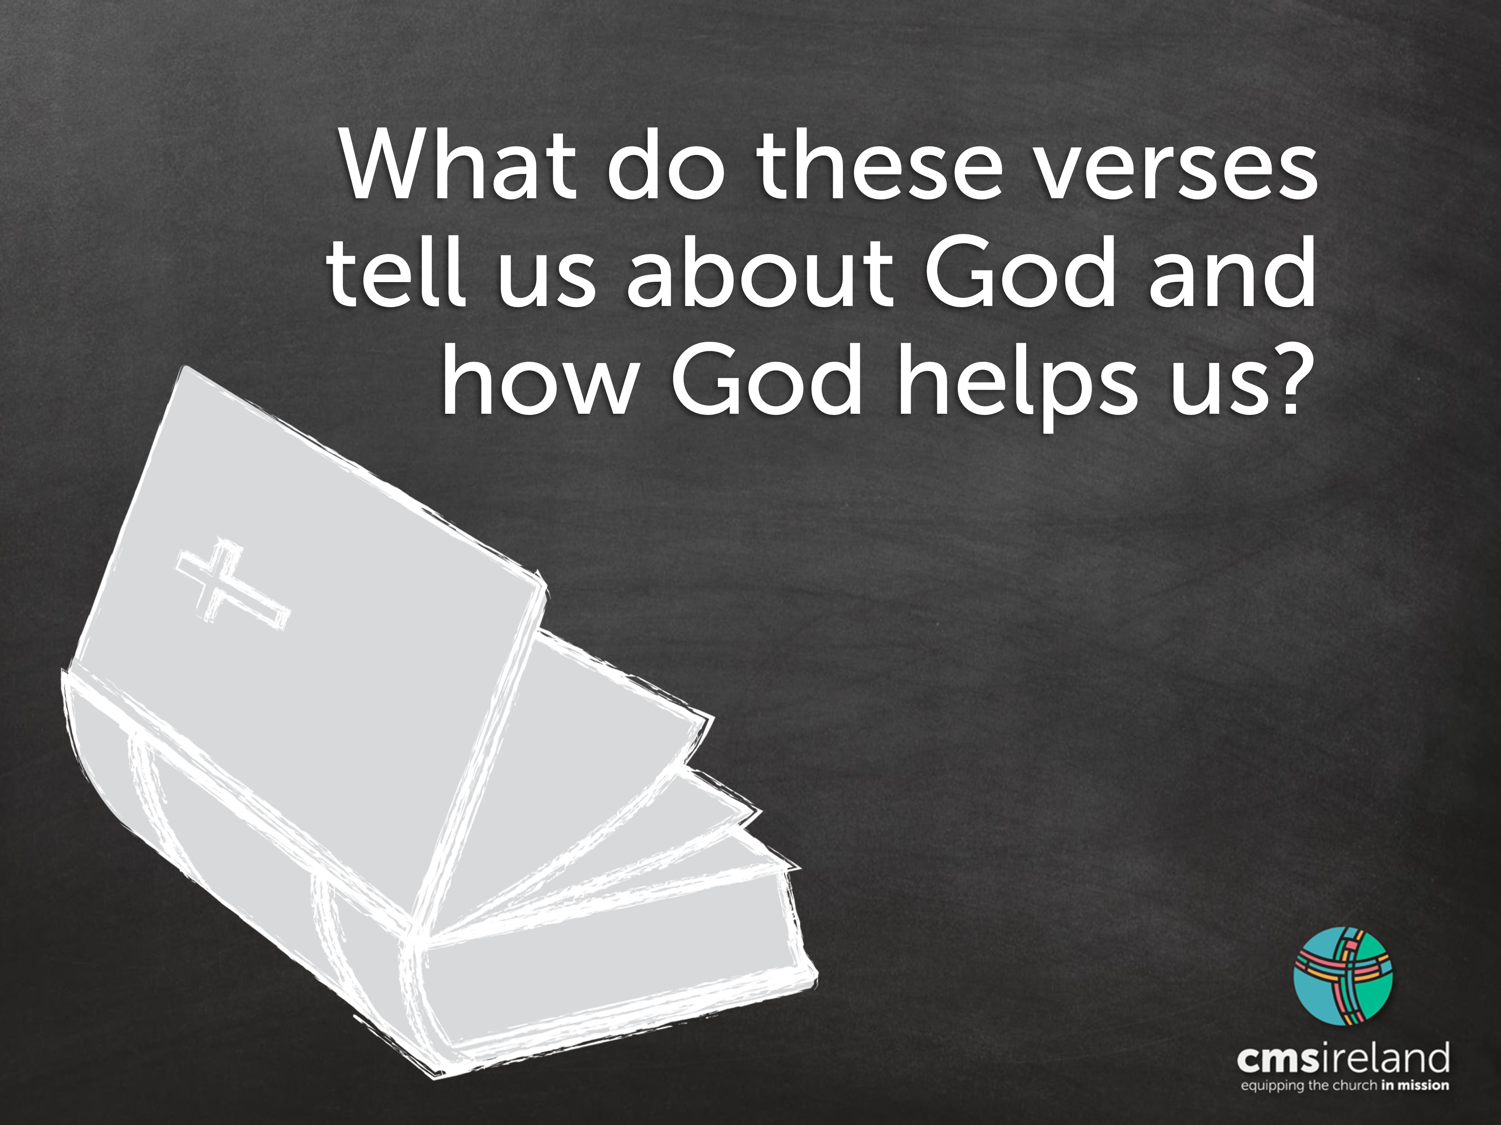 What do these verses
tell us about God and
how God helps us?
cmsireland
equipping the church in mission